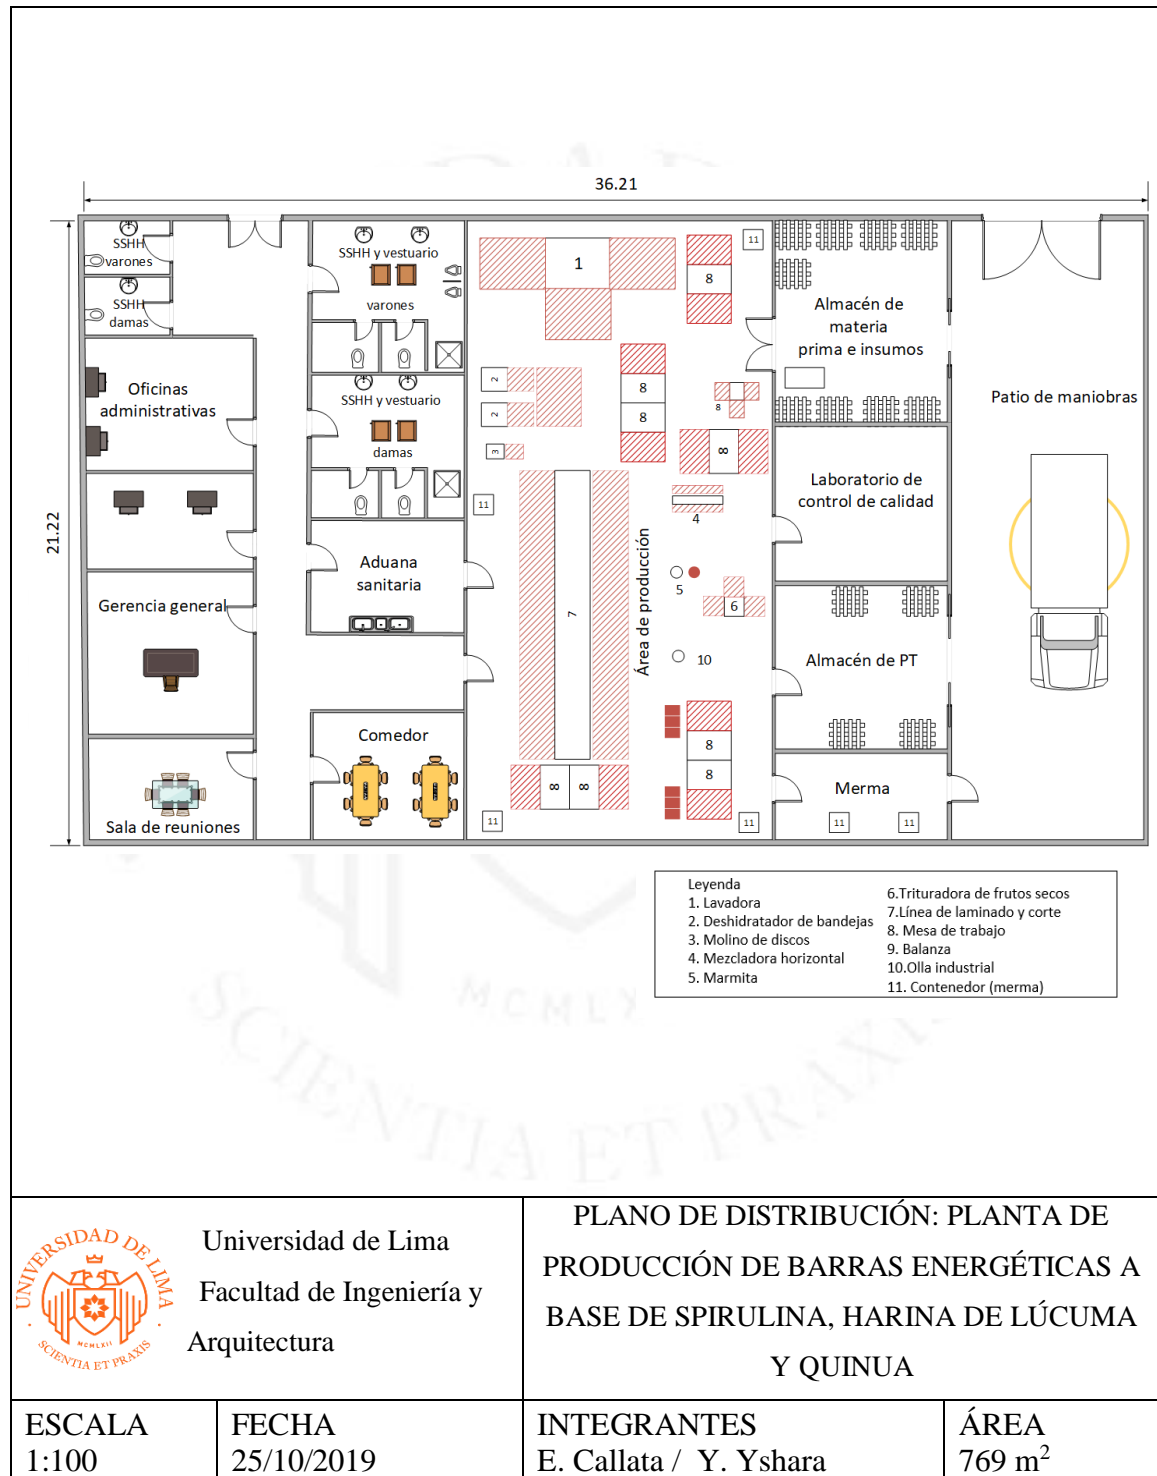 36.21
21.22
SSHH
varones
SSHH
damas
SSHH y vestuario
varones
SSHH y vestuario
damas
Oficinas
administrativas
Gerencia general
Sala de reuniones
Aduana
sanitaria
Comedor
Área de producción
1
8
11
2
2
3
8
8
8
8
11
4
5
6
7
10
8
8
8
8
11
11
Almacén de
materia
prima e insumos
Laboratorio de
control de calidad
Almacén de PT
Merma
11
11
Patio de maniobras
Leyenda
1. Lavadora
2. Deshidratador de bandejas
3. Molino de discos
4. Mezcladora horizontal
5. Marmita
6.Trituradora de frutos secos
7.Línea de laminado y corte
8. Mesa de trabajo
9. Balanza
10.Olla industrial
11. Contenedor (merma)
MCMLX
SCIENTIA ET PRAXIS
UNIVERSIDAD DE LIMA
MCMLXII
SCIENTIA ET PRAXIS
Universidad de Lima
Facultad de Ingeniería y
Arquitectura
PLANO DE DISTRIBUCIÓN: PLANTA DE
PRODUCCIÓN DE BARRAS ENERGÉTICAS A
BASE DE SPIRULINA, HARINA DE LÚCUMA
Y QUINUA
ESCALA
1:100
FECHA
25/10/2019
INTEGRANTES
E. Callata / Y. Yshara
ÁREA
769 m²